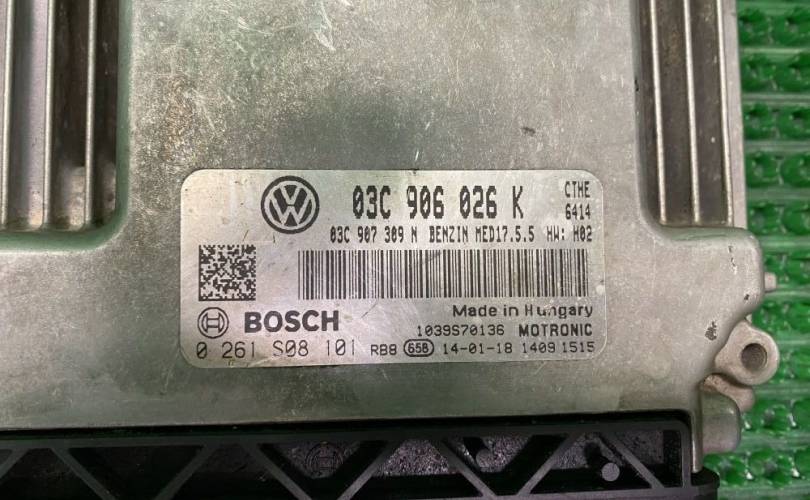 03C 906 026 K CTHE
6414
03C 907 309 N BENZIN MED17.5.5 HW: H02
Made in Hungary
BOSCH 1039S70136 MOTRONIC
0 261 S08 101 RB8 658 14-01-18 1409 1515
BOSCH